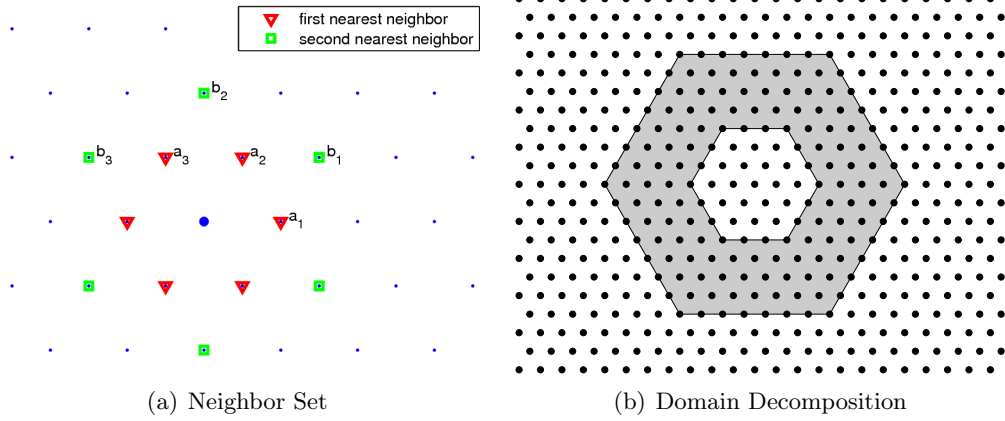 first nearest neighbor
second nearest neighbor
b2
b3
a3
a2
b1
a1
(a) Neighbor Set
(b) Domain Decomposition